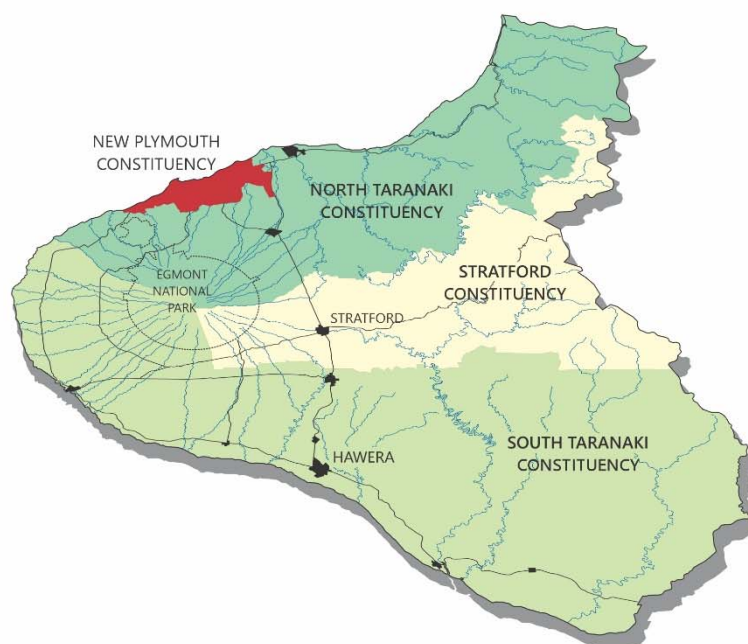 NEW PLYMOUTH
CONSTITUENCY
NORTH TARANAKI
CONSTITUENCY
EGMONT
NATIONAL
PARK
STRATFORD
CONSTITUENCY
STRATFORD
SOUTH TARANAKI
CONSTITUENCY
HAWERA